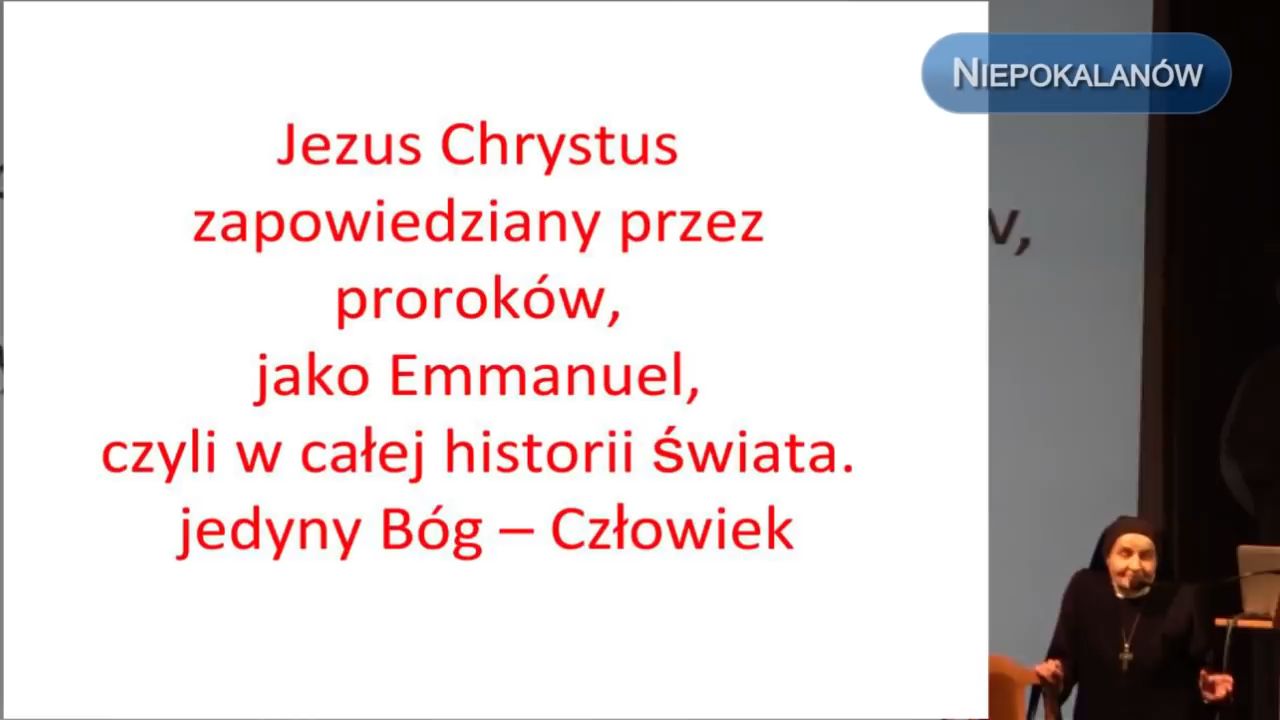 NIEPOKALANÓW
Jezus Chrystus
zapowiedziany przez
proroków,
jako Emmanuel,
czyli w całej historii świata.
jedyny Bóg – Człowiek